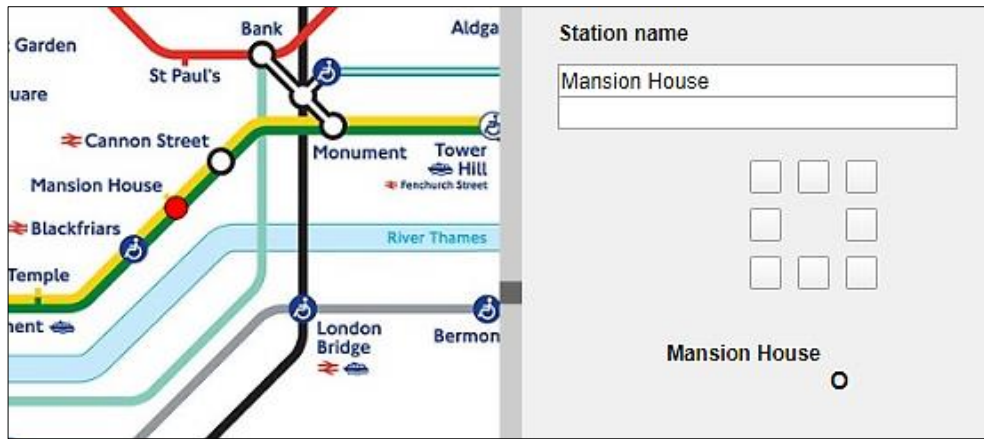 Bank
Aldga
Garden
St Paul's
uare
Cannon Street
Monument
Tower
Hill
Fenchurch Street
Mansion House
Blackfriars
River Thames
Temple
ment
London
Bridge
Bermon
Station name
Mansion House
Mansion House